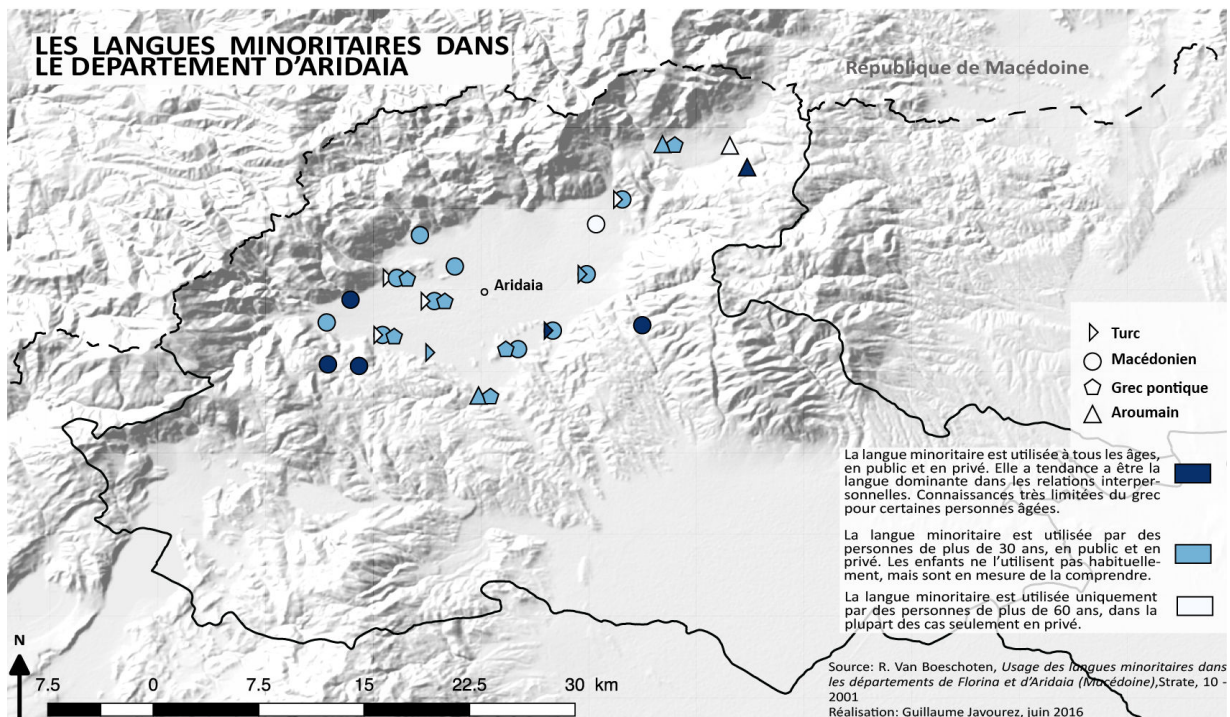 LES LANGUES MINORITAIRES DANS
LE DEPARTEMENT D'ARIDAIA
République de Macédoine
Aridaia
Turc
Macédonien
Grec pontique
Aroumain
La langue minoritaire est utilisée à tous les âges,
en public et en privé. Elle a tendance a être la
langue dominante dans les relations interper-
sonnelles. Connaissances très limitées du grec
pour certaines personnes âgées.
La langue minoritaire est utilisée par des
personnes de plus de 30 ans, en public et en
privé. Les enfants ne l'utilisent pas habituelle-
ment, mais sont en mesure de la comprendre.
La langue minoritaire est utilisée uniquement
par des personnes de plus de 60 ans, dans la
plupart des cas seulement en privé.
Source: R. Van Boeschoten, Usage des langues minoritaires dans
les départements de Florina et d'Aridaia (Macédoine),Strate, 10 -
2001
Réalisation: Guillaume Javourez, juin 2016
N
7.5 0 7.5 15 22.5 30 km